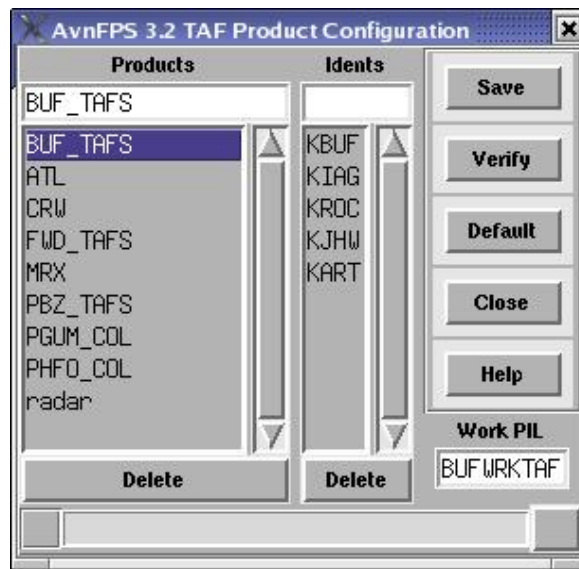 AvnFPS 3.2 TAF Product Configuration
Products
Idents
BUF_TAFS
BUF_TAFS
ATL
CRW
FWD_TAFS
MRX
PBZ_TAFS
PGUM_COL
PHFO_COL
radar
KBUF
KIAG
KROC
KJHW
KART
Delete
Delete
Save
Verify
Default
Close
Help
Work PIL
BUFWRKTAF